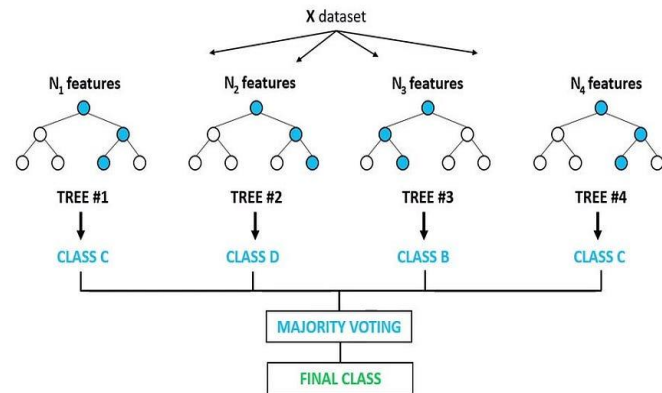 X dataset
N₁ features N₂ features N₃ features N₄ features
TREE #1 TREE #2 TREE #3 TREE #4
CLASS C CLASS D CLASS B CLASS C
MAJORITY VOTING
FINAL CLASS